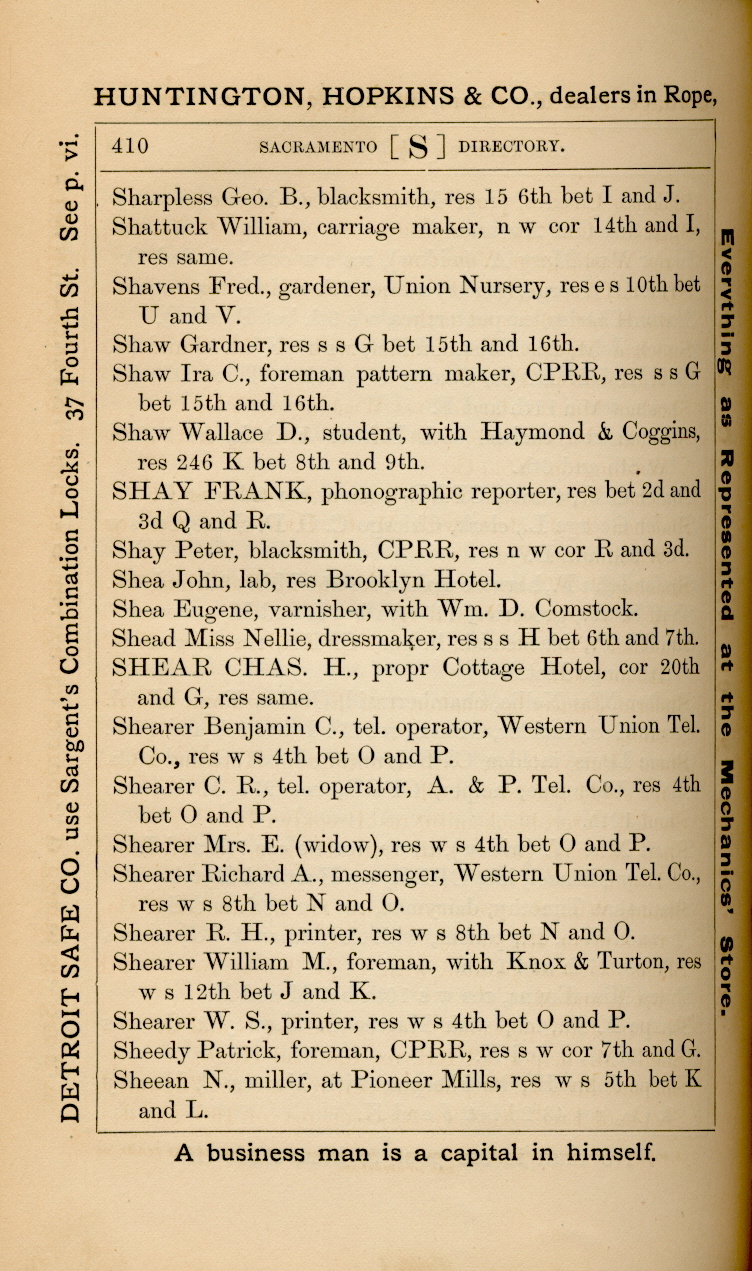 HUNTINGTON, HOPKINS & CO., dealers in Rope,
410 SACRAMENTO [ S ] DIRECTORY.
Sharpless Geo. B., blacksmith, res 15 6th bet I and J.
Shattuck William, carriage maker, n w cor 14th and I,
res same.
Shavens Fred., gardener, Union Nursery, res e s 10th bet
U and V.
Shaw Gardner, res s s G bet 15th and 16th.
Shaw Ira C., foreman pattern maker, CPRR, res s s G
bet 15th and 16th.
Shaw Wallace D., student, with Haymond & Coggins,
res 246 K bet 8th and 9th.
SHAY FRANK, phonographic reporter, res bet 2d and
3d Q and R.
Shay Peter, blacksmith, CPRR, res n w cor R and 3d.
Shea John, lab, res Brooklyn Hotel.
Shea Eugene, varnisher, with Wm. D. Comstock.
Shead Miss Nellie, dressmaker, res s s H bet 6th and 7th.
SHEAR CHAS. H., propr Cottage Hotel, cor 20th
and G, res same.
Shearer Benjamin C., tel. operator, Western Union Tel.
Co., res w s 4th bet O and P.
Shearer C. R., tel. operator, A. & P. Tel. Co., res 4th
bet O and P.
Shearer Mrs. E. (widow), res w s 4th bet O and P.
Shearer Richard A., messenger, Western Union Tel. Co.,
res w s 8th bet N and O.
Shearer R. H., printer, res w s 8th bet N and O.
Shearer William M., foreman, with Knox & Turton, res
w s 12th bet J and K.
Shearer W. S., printer, res w s 4th bet O and P.
Sheedy Patrick, foreman, CPRR, res s w cor 7th and G.
Sheean N., miller, at Pioneer Mills, res w s 5th bet K
and L.
A business man is a capital in himself.
DETROIT SAFE CO. use Sargent's Combination Locks. 37 Fourth St. See p. vi.
Everything as Represented at the Mechanics' Store.